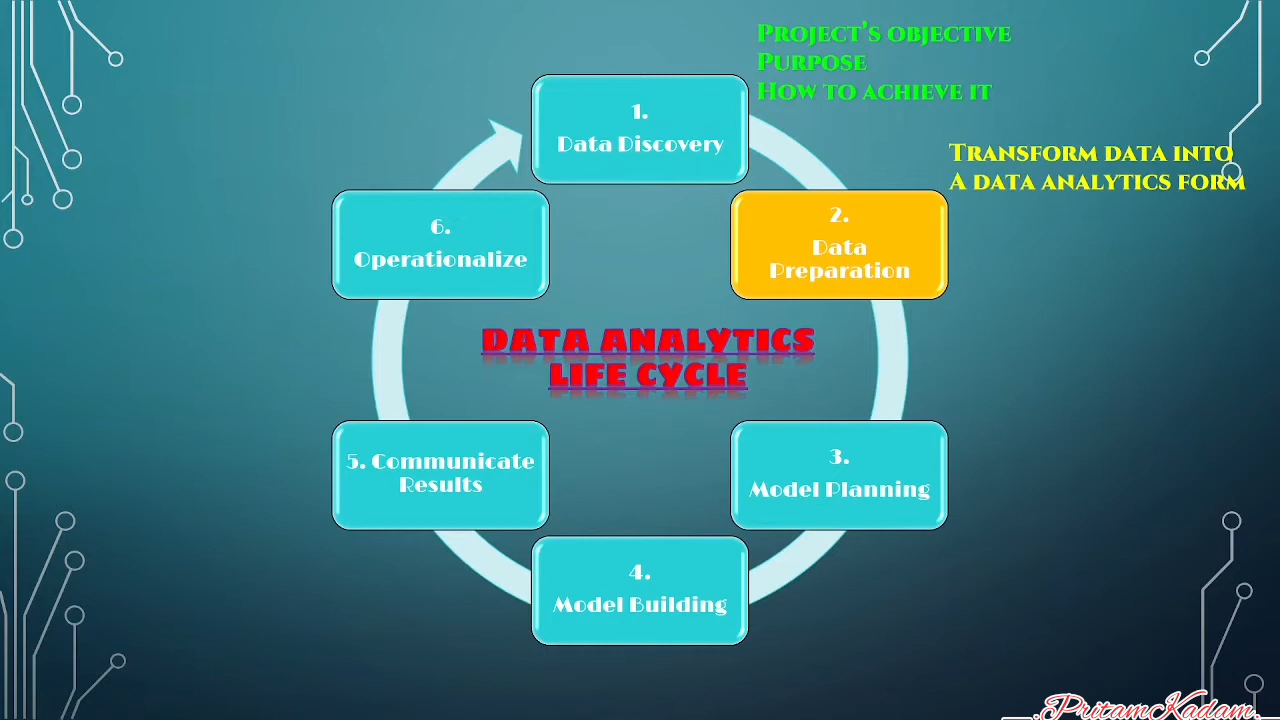 Project's objective
Purpose
How to achieve it
1.
Data Discovery
Transform data into
A data analytics form
2.
Data
Preparation
6.
Operationalize
DATA ANALYTICS
LIFE CYCLE
5. Communicate
Results
3.
Model Planning
4.
Model Building
.PritamKadam.